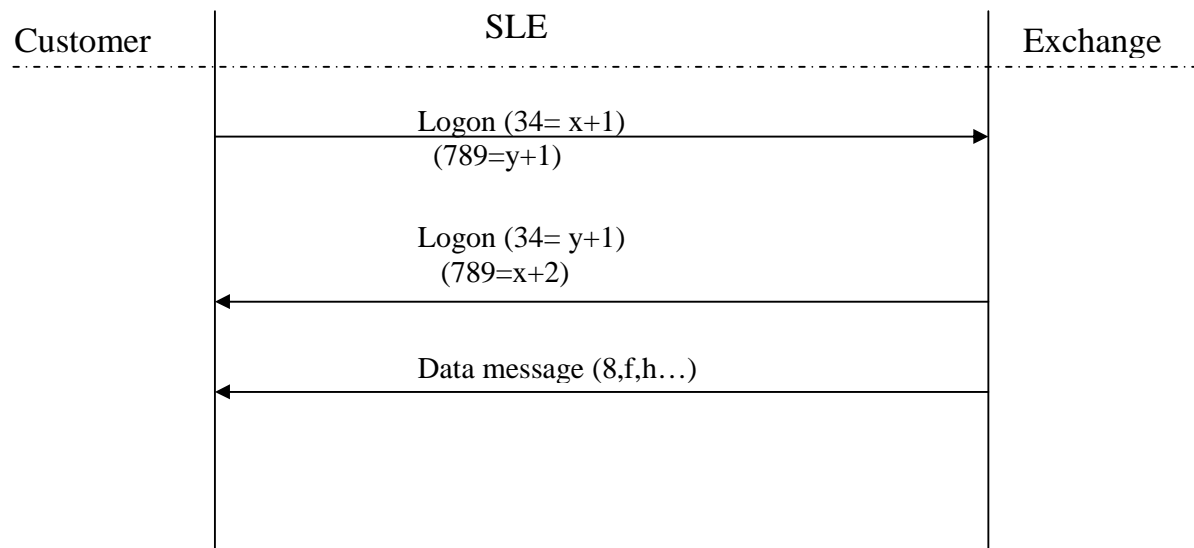 Customer
SLE
Exchange
Logon (34= x+1)
(789=y+1)
Logon (34= y+1)
(789=x+2)
Data message (8,f,h…)